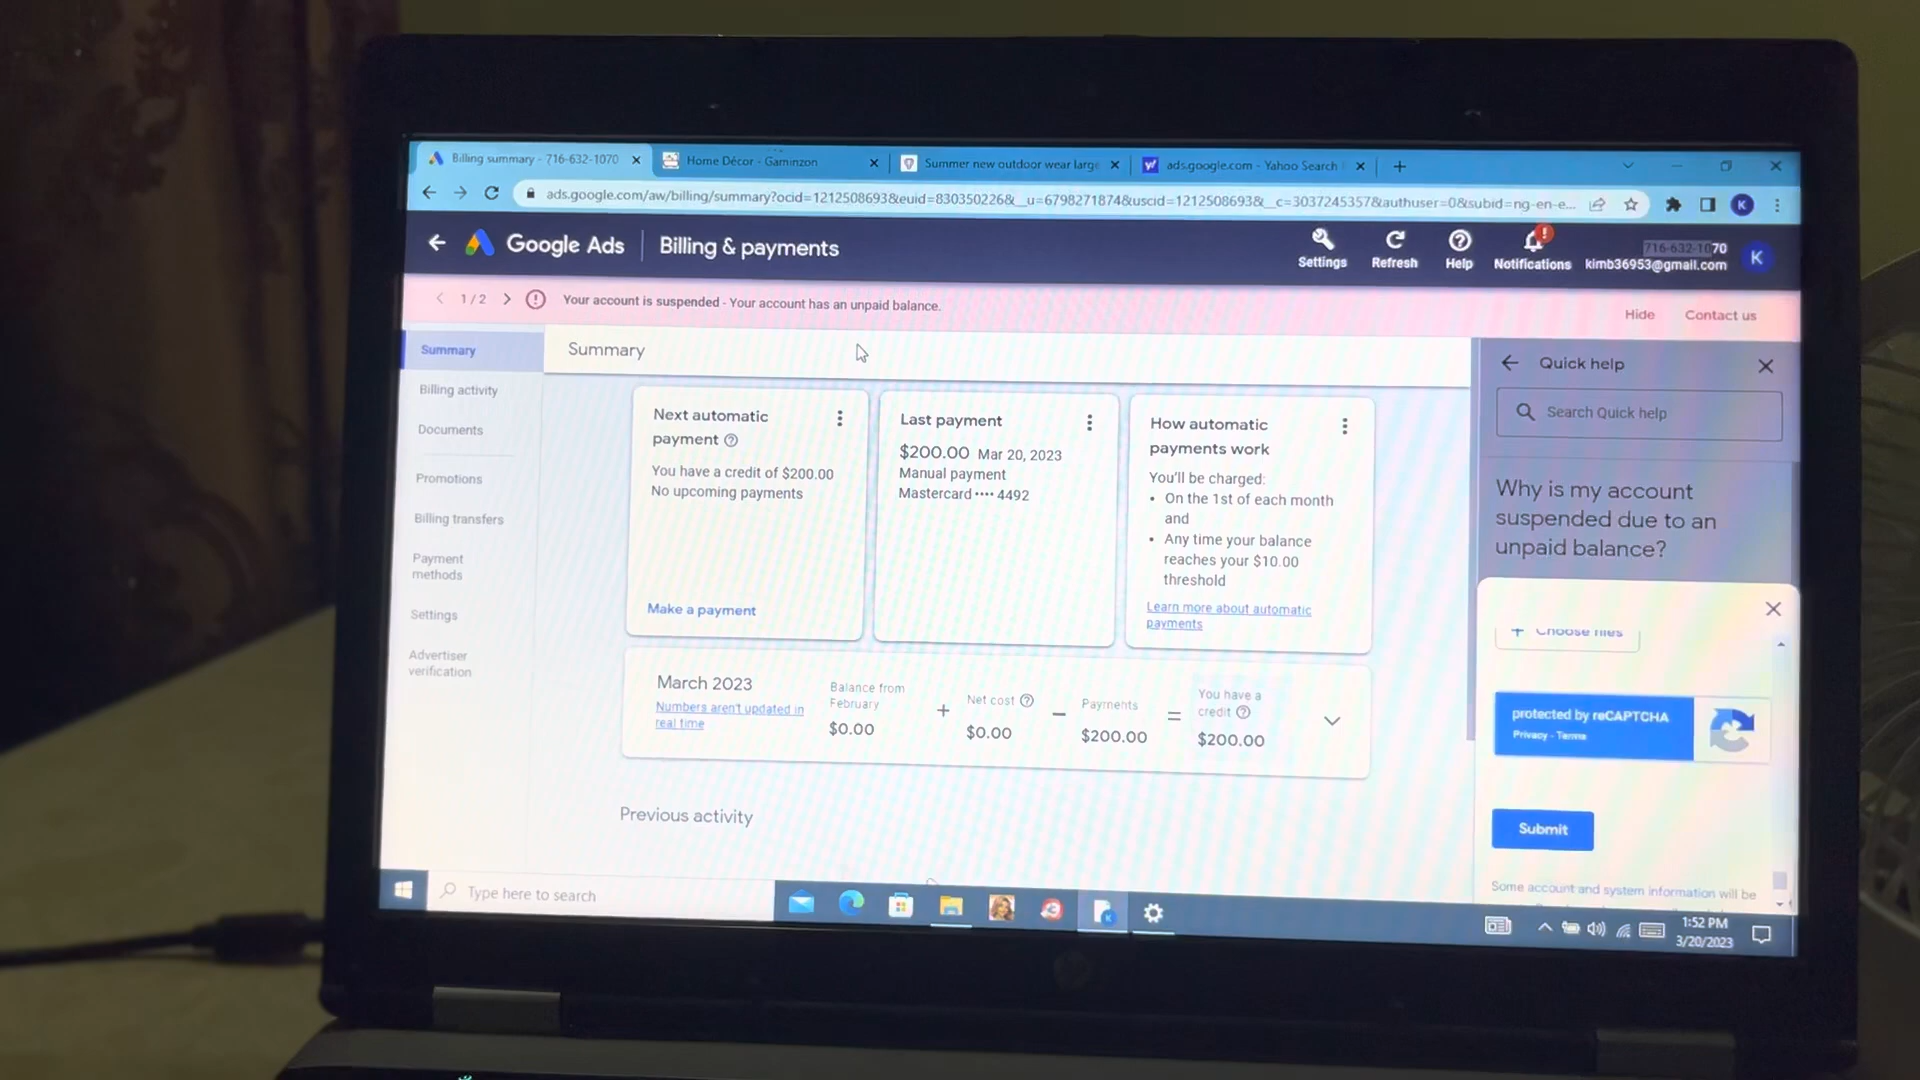 Billing summary - 716-632-1070
Home Décor - Gaminzon
Summer new outdoor wear large
ads.google.com - Yahoo Search
ads.google.com/aw/billing/summary?ocid=1212508693&euid=830350226&__u=6798271874&uscid=1212508693&__c=3037245357&authuser=0&subid=ng-en-e...
K
Google Ads
Billing & payments
Settings
Refresh
Help
Notifications
716-632-1070
kimb36953@gmail.com
K
1 / 2
Your account is suspended - Your account has an unpaid balance.
Hide
Contact us
Summary
Billing activity
Documents
Promotions
Billing transfers
Payment
methods
Settings
Advertiser
verification
Summary
Next automatic
payment
You have a credit of $200.00
No upcoming payments
Make a payment
Last payment
$200.00 Mar 20, 2023
Manual payment
Mastercard •••• 4492
How automatic
payments work
You'll be charged:
• On the 1st of each month
and
• Any time your balance
reaches your $10.00
threshold
Learn more about automatic
payments
March 2023
Numbers aren't updated in
real time
Balance from
February
$0.00
+
Net cost
$0.00
−
Payments
$200.00
=
You have a
credit
$200.00
Previous activity
Quick help
Search Quick help
Why is my account
suspended due to an
unpaid balance?
+ Choose files
protected by reCAPTCHA
Privacy - Terms
Submit
Some account and system information will be
Type here to search
1:52 PM
3/20/2023